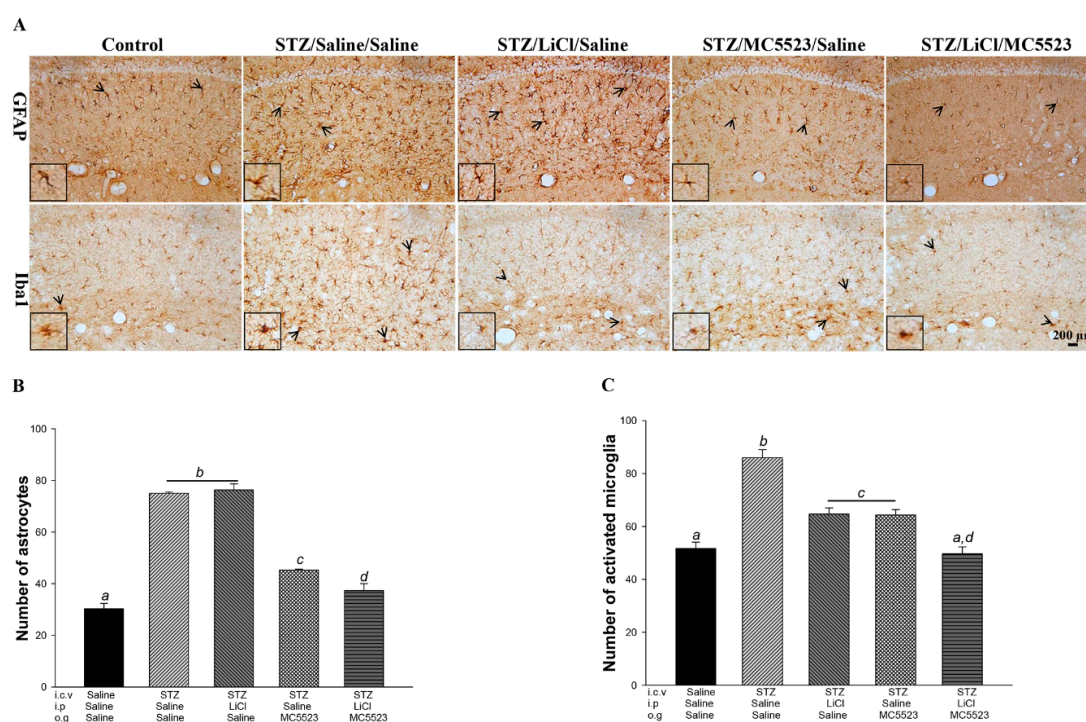 A
Control STZ/Saline/Saline STZ/LiCl/Saline STZ/MC5523/Saline STZ/LiCl/MC5523
GFAP
Iba1
200 µm
B
Number of astrocytes
100
80
60
40
20
0
a
b
c
d
i.c.v Saline STZ STZ STZ STZ
i.p Saline Saline LiCl Saline LiCl
o.g Saline Saline Saline MC5523 MC5523
C
Number of activated microglia
100
80
60
40
20
0
a
b
c
a,d
i.c.v Saline STZ STZ STZ STZ
i.p Saline Saline LiCl Saline LiCl
o.g Saline Saline Saline MC5523 MC5523